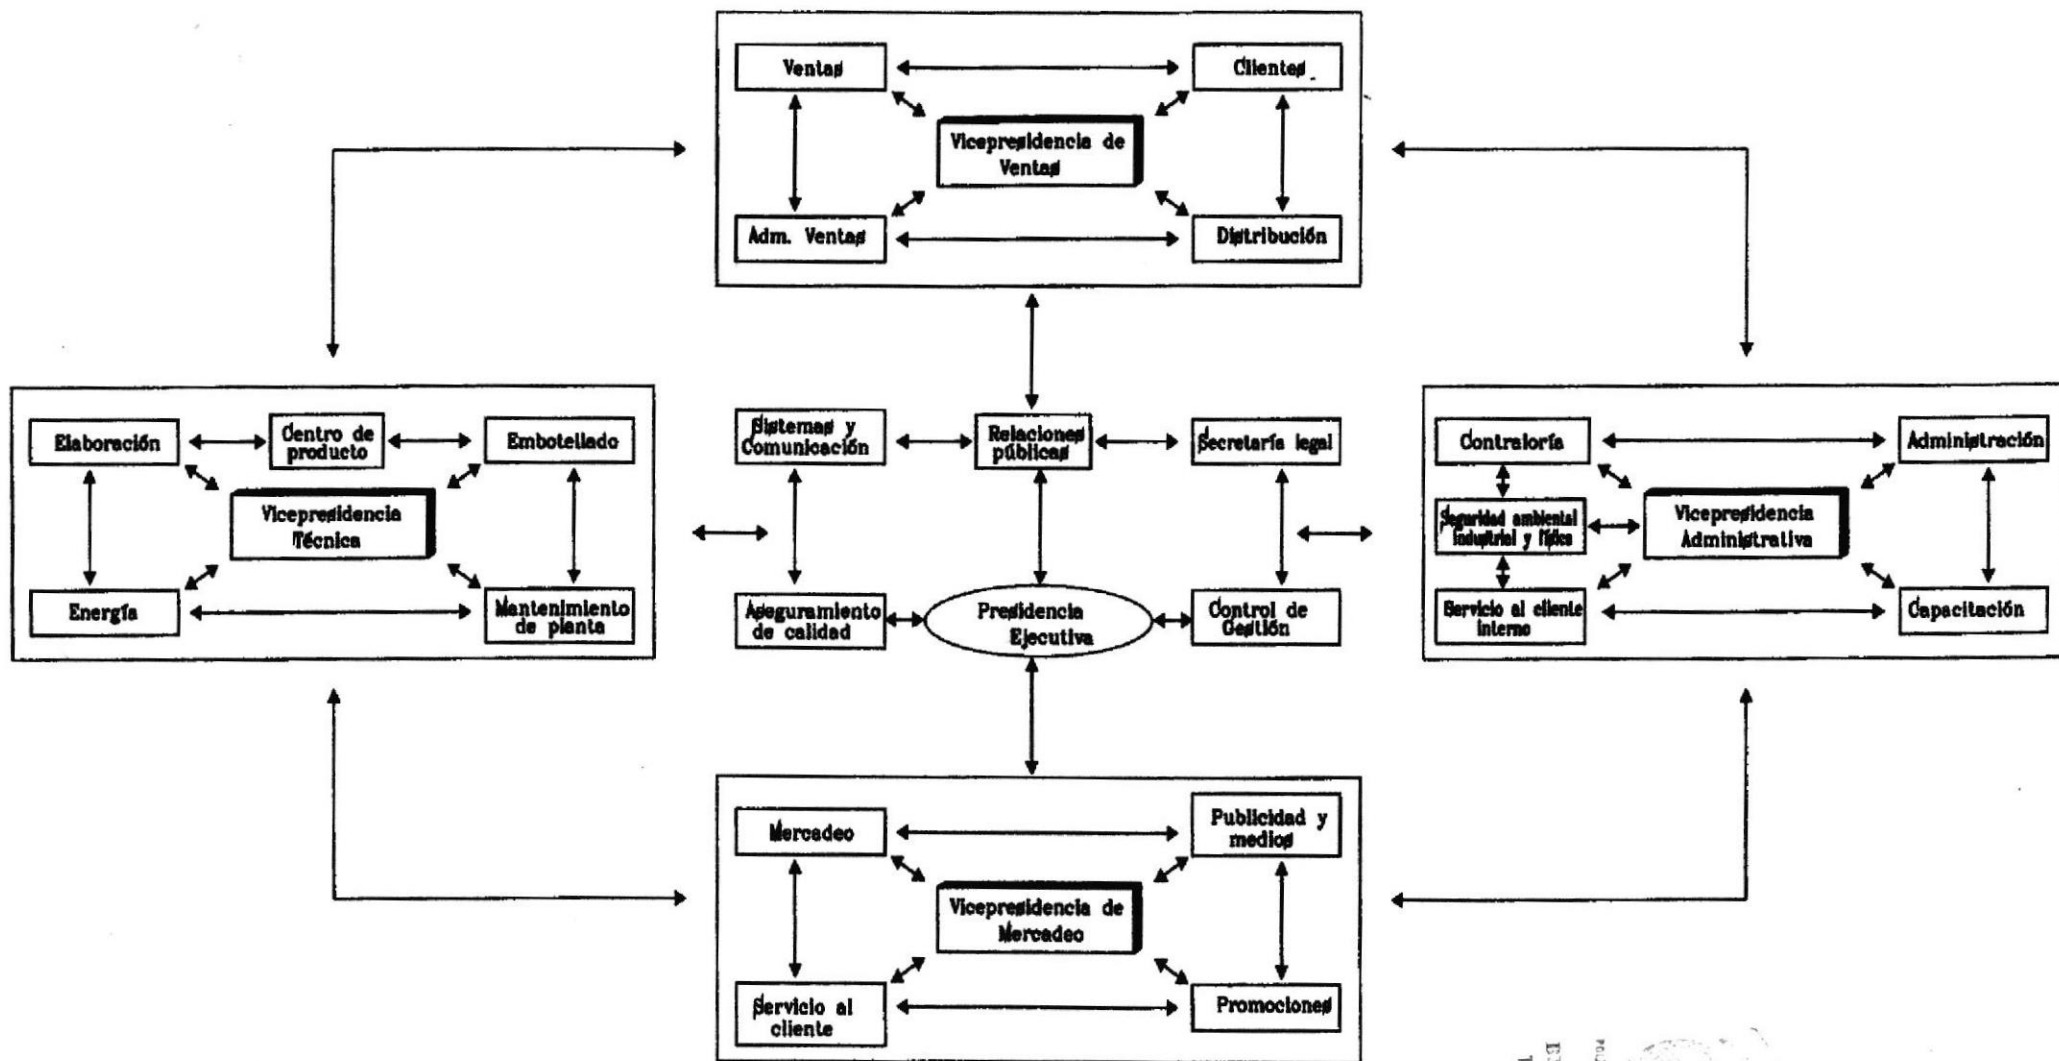 Ventas
Clientes
Vicepresidencia de
Ventas
Adm. Ventas
Distribución
Elaboración
Centro de
producto
Embotellado
Vicepresidencia
Técnica
Energía
Mantenimiento
de planta
Sistemas y
Comunicación
Relaciones
públicas
Secretaría legal
Aseguramiento
de calidad
Presidencia
Ejecutiva
Control de
Gestión
Contraloría
Administración
Seguridad ambiental
industrial y física
Vicepresidencia
Administrativa
Servicio al cliente
interno
Capacitación
Mercadeo
Publicidad y
medios
Vicepresidencia de
Mercadeo
Servicio al
cliente
Promociones